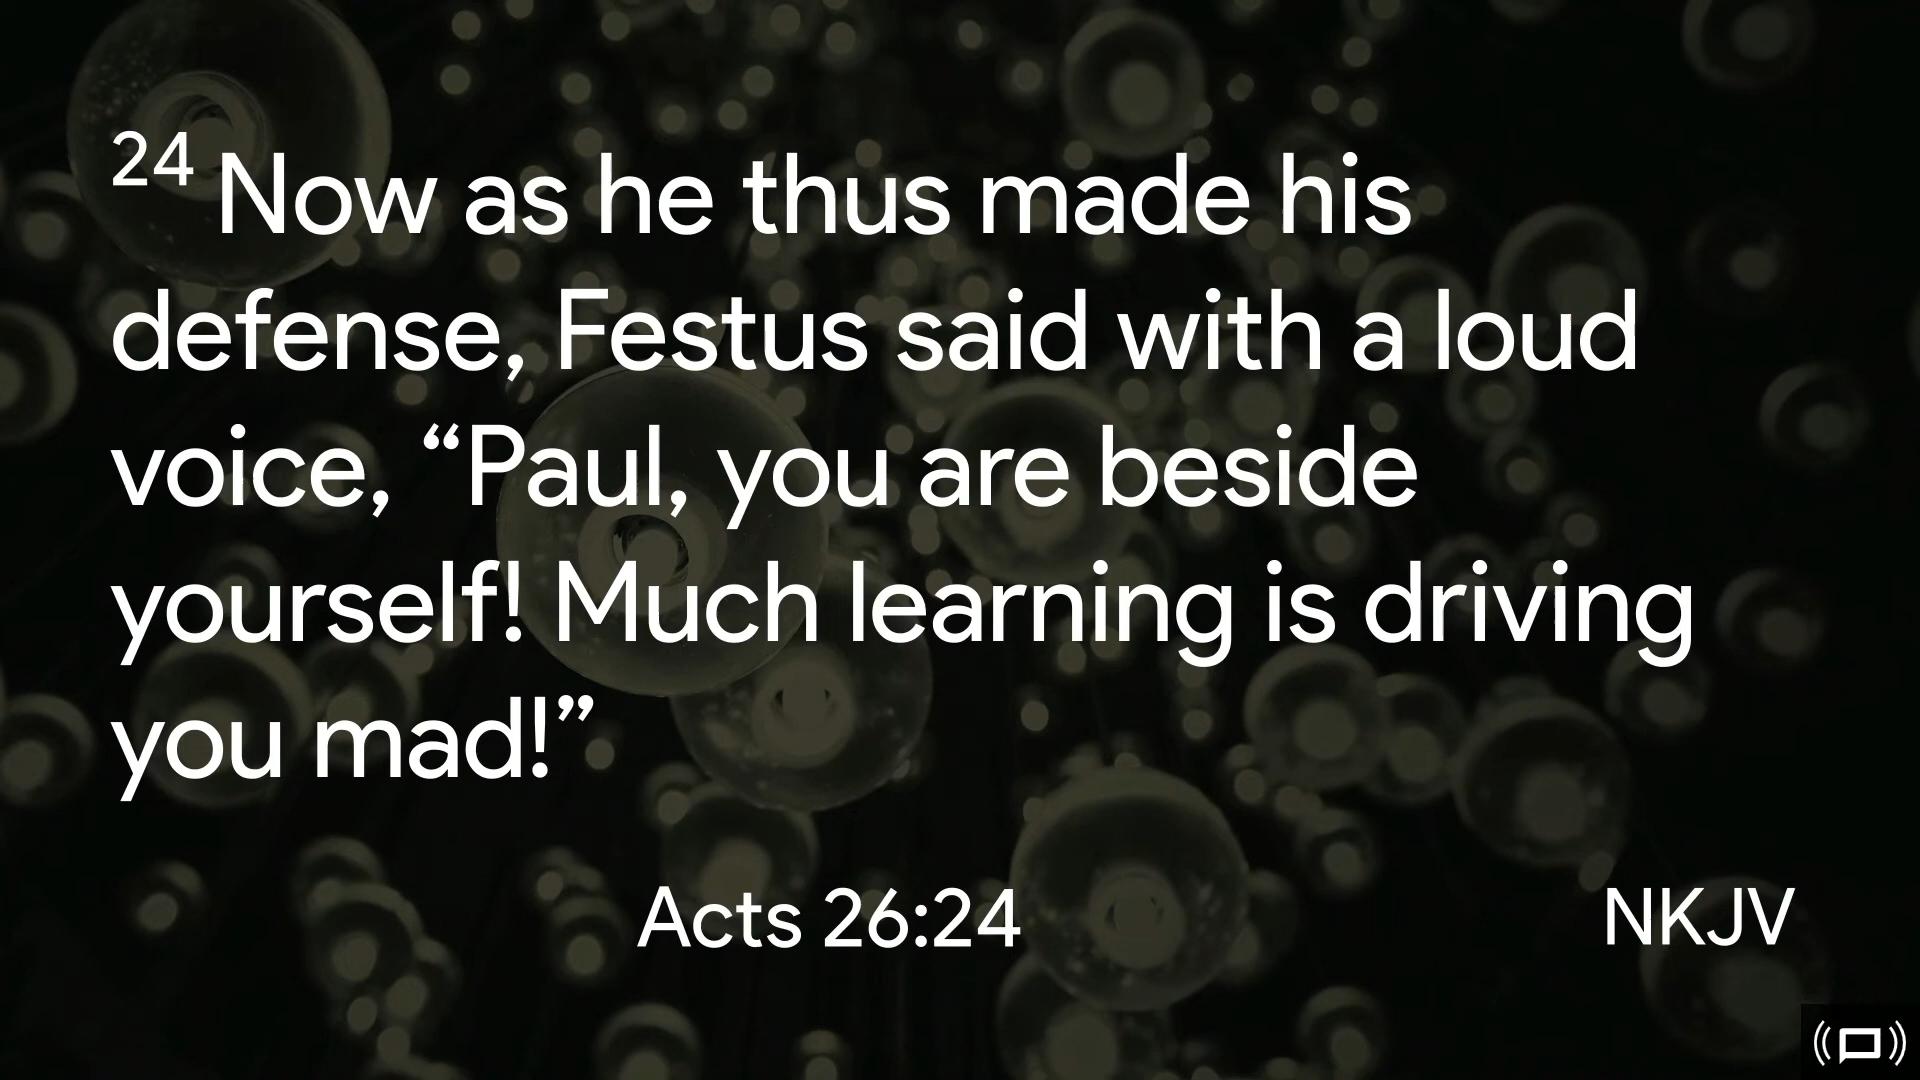 24 Now as he thus made his
defense, Festus said with a loud
voice, “Paul, you are beside
yourself! Much learning is driving
you mad!”
Acts 26:24
NKJV